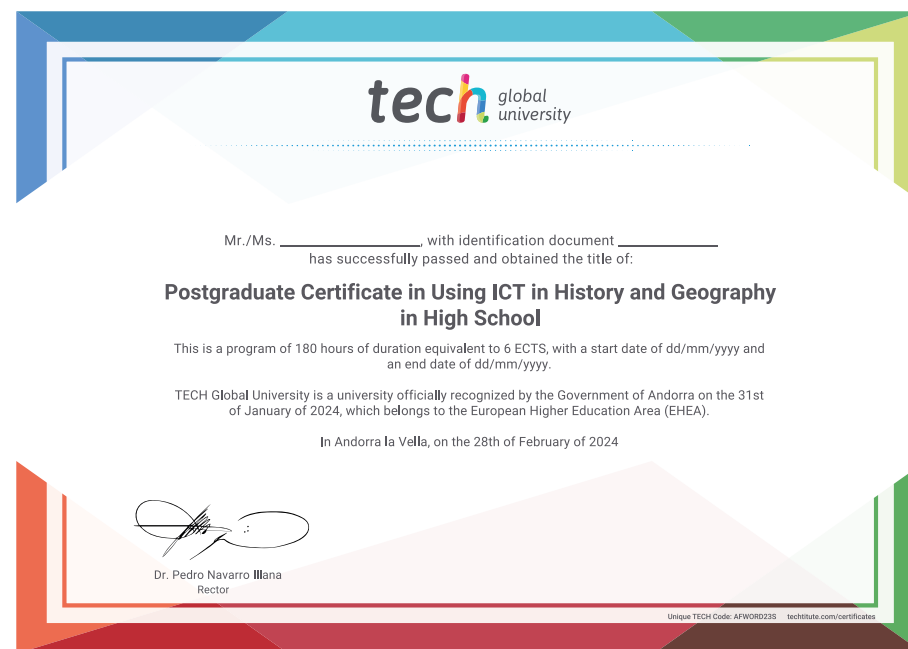 tech global
university
Mr./Ms. ____________________, with identification document ______________
has successfully passed and obtained the title of:
Postgraduate Certificate in Using ICT in History and Geography
in High School
This is a program of 180 hours of duration equivalent to 6 ECTS, with a start date of dd/mm/yyyy and
an end date of dd/mm/yyyy.
TECH Global University is a university officially recognized by the Government of Andorra on the 31st
of January of 2024, which belongs to the European Higher Education Area (EHEA).
In Andorra la Vella, on the 28th of February of 2024
Dr. Pedro Navarro Illana
Rector
Unique TECH Code: AFWORD23S techtitute.com/certificates